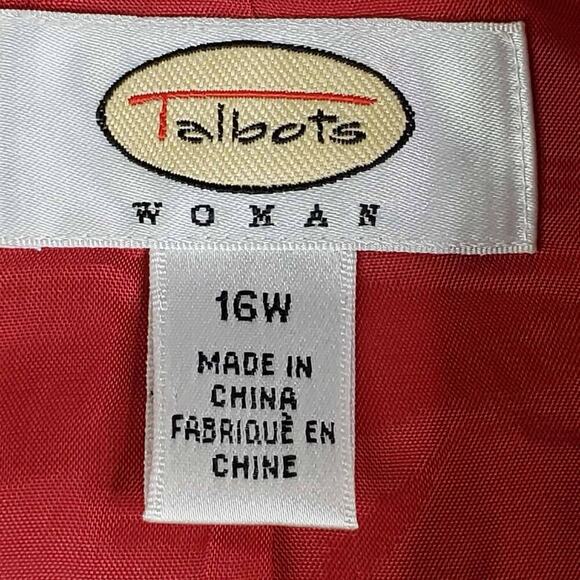 Talbots
WOMAN
16W
MADE IN
CHINA
FABRIQUÈ EN
CHINE